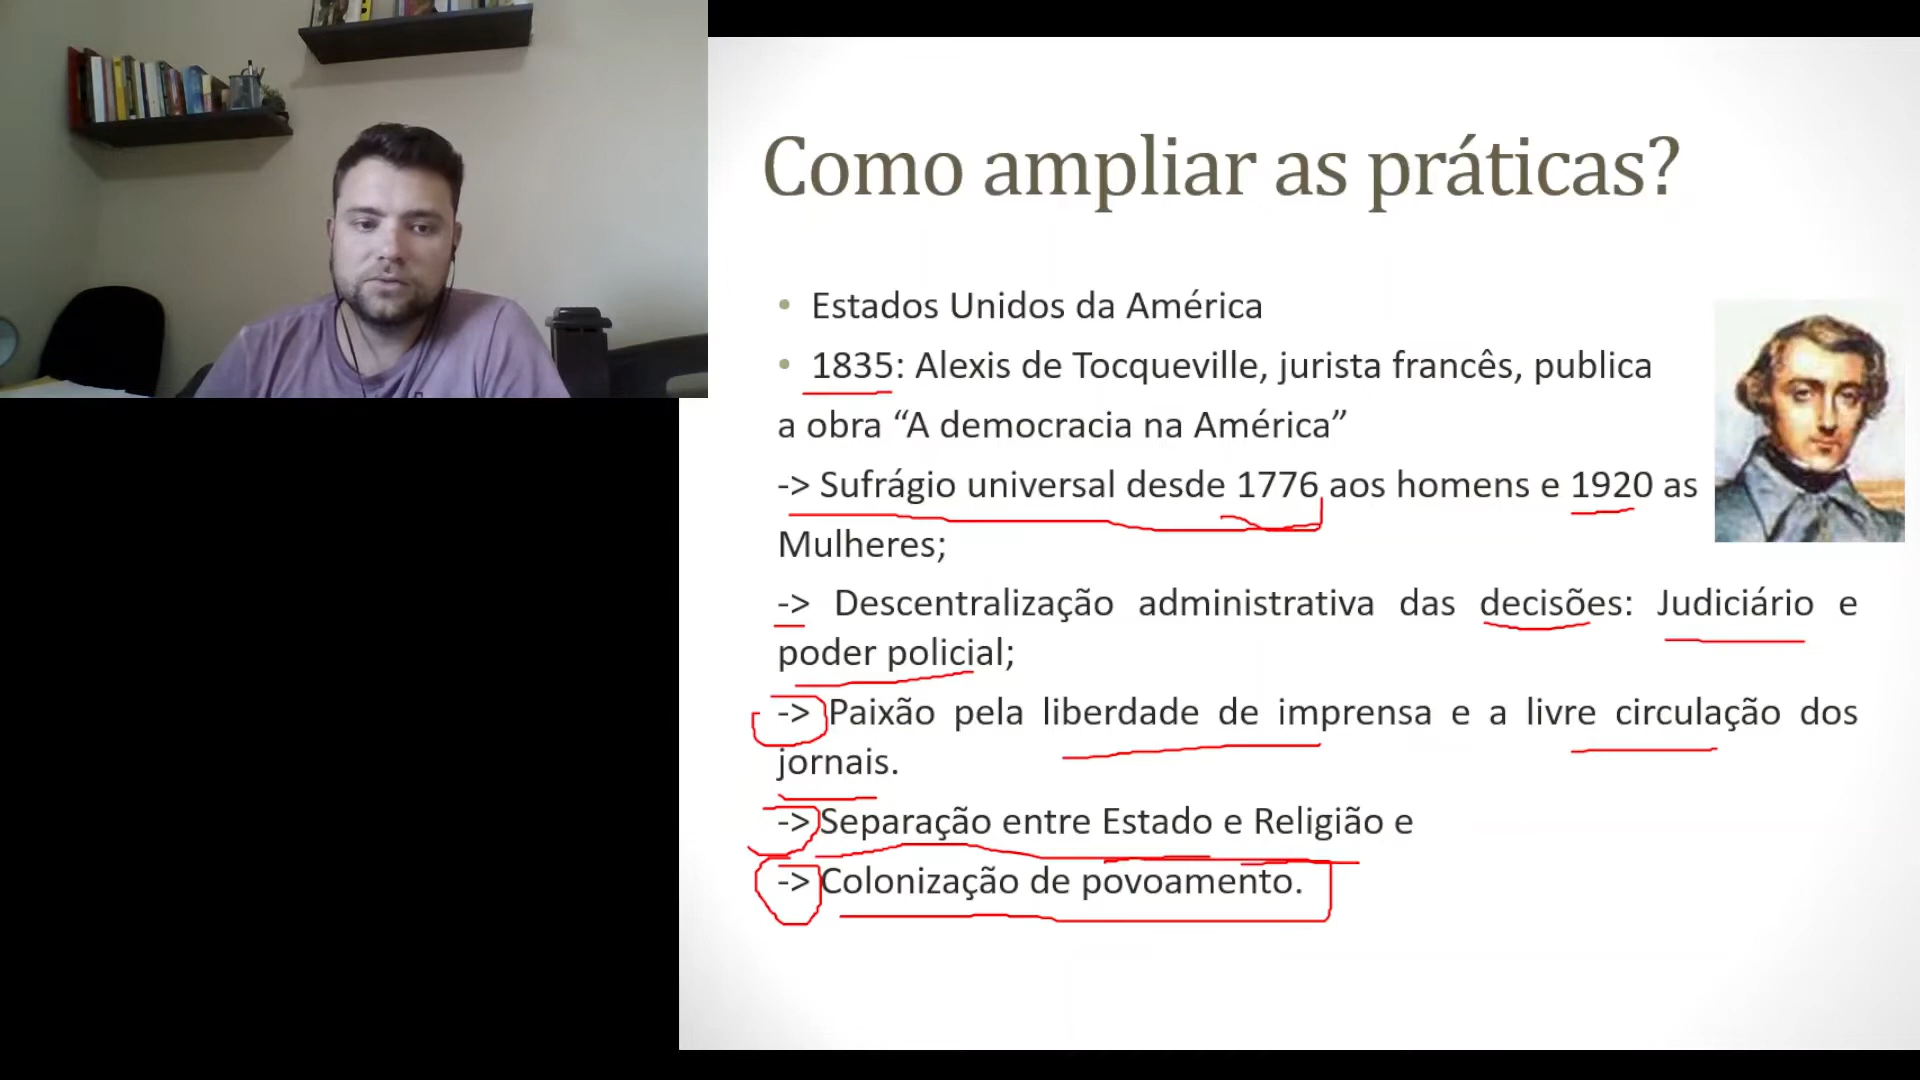 Como ampliar as práticas?
• Estados Unidos da América
• 1835: Alexis de Tocqueville, jurista francês, publica
a obra “A democracia na América”
-> Sufrágio universal desde 1776 aos homens e 1920 as
Mulheres;
-> Descentralização administrativa das decisões: Judiciário e
poder policial;
-> Paixão pela liberdade de imprensa e a livre circulação dos
jornais.
-> Separação entre Estado e Religião e
-> Colonização de povoamento.